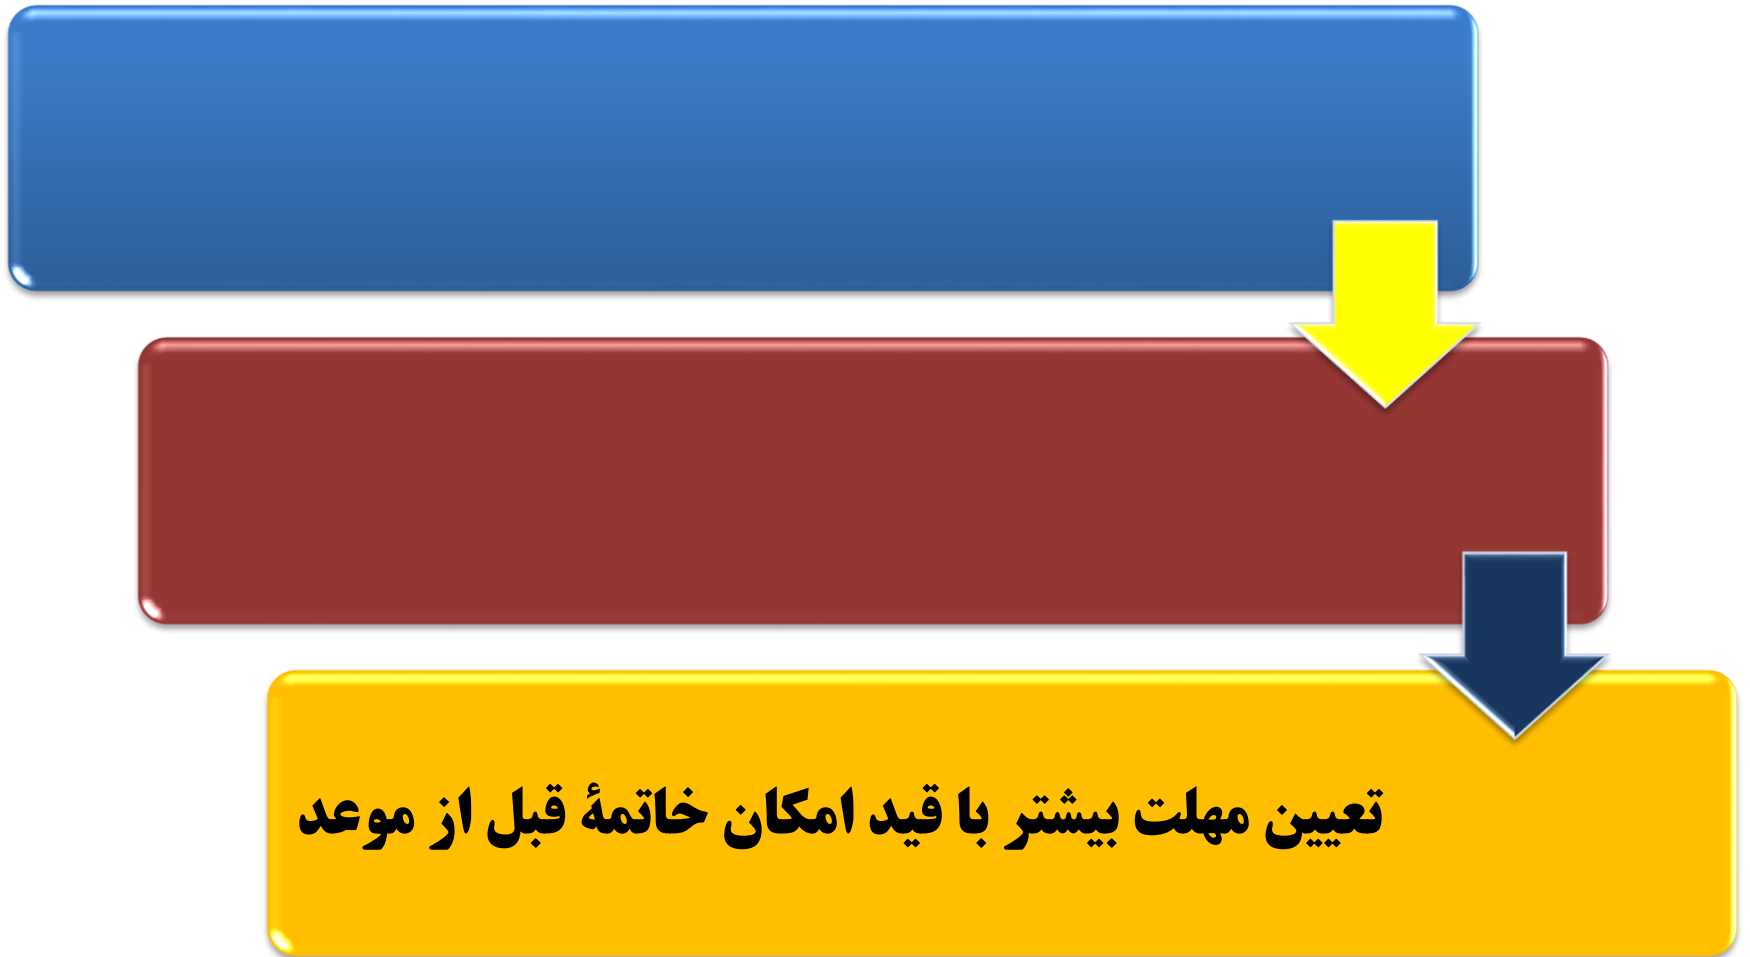 تعیین مهلت بیشتر با قید امکان خاتمهٔ قبل از موعد